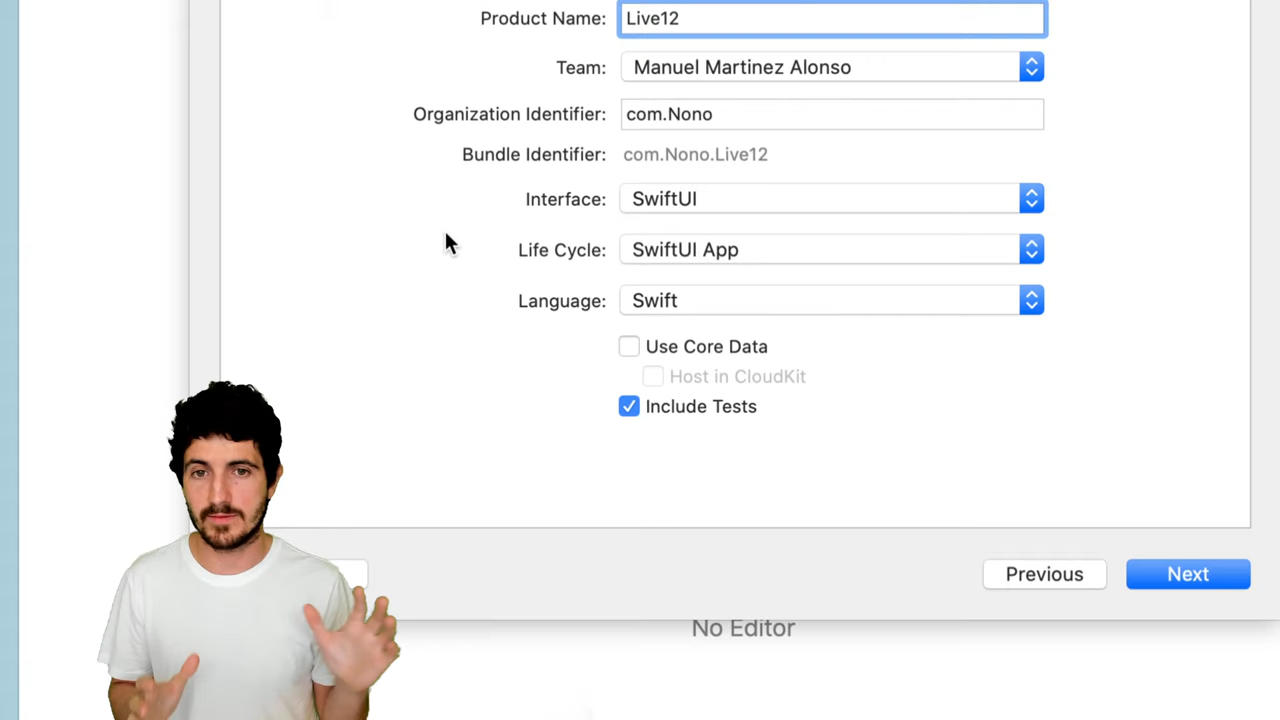 Product Name: Live12
Team: Manuel Martinez Alonso
Organization Identifier: com.Nono
Bundle Identifier: com.Nono.Live12
Interface: SwiftUI
Life Cycle: SwiftUI App
Language: Swift
Use Core Data
Host in CloudKit
Include Tests
Previous Next
No Editor